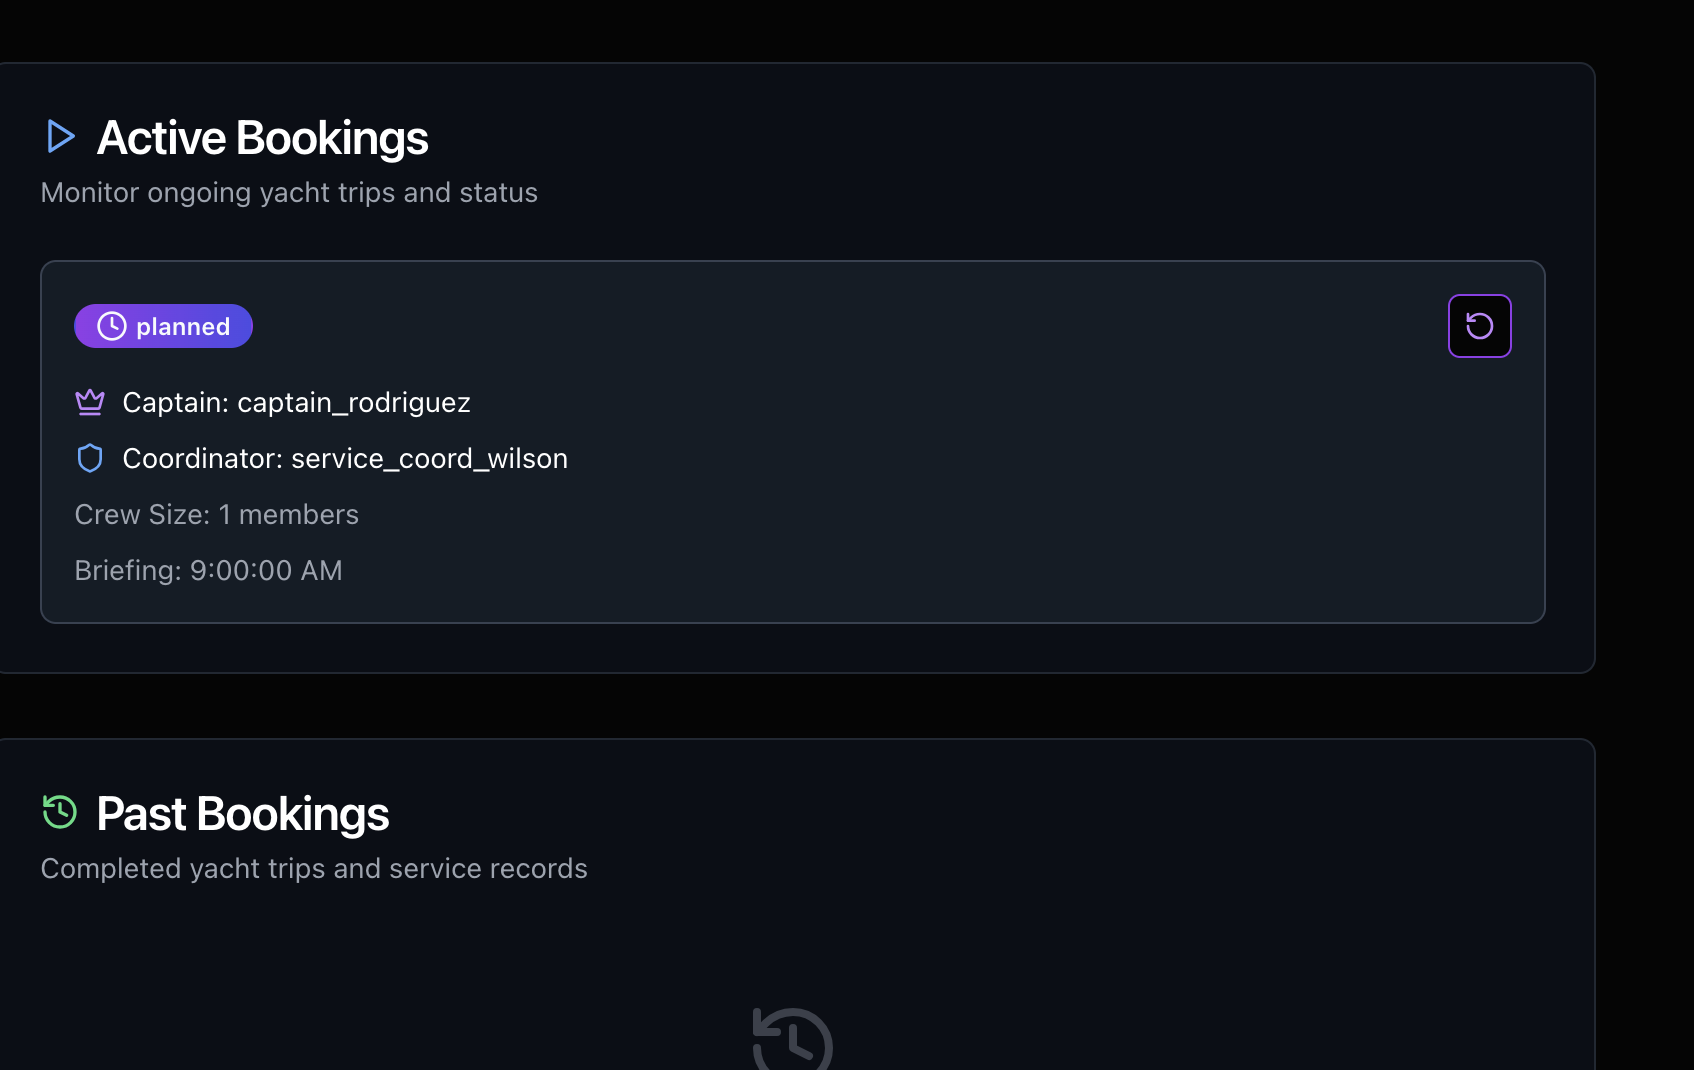 Active Bookings
Monitor ongoing yacht trips and status
planned
Captain: captain_rodriguez
Coordinator: service_coord_wilson
Crew Size: 1 members
Briefing: 9:00:00 AM
Past Bookings
Completed yacht trips and service records